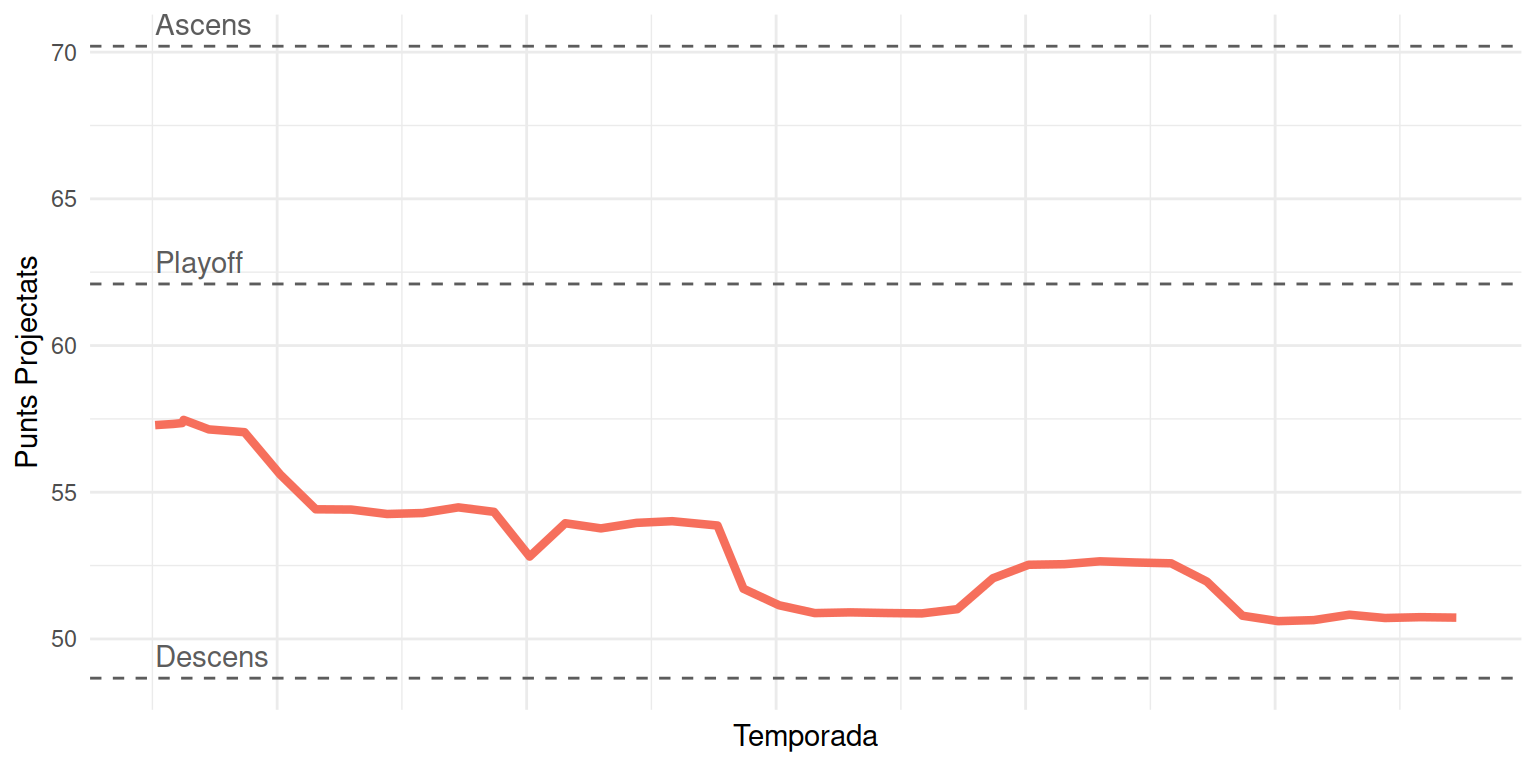 Ascens
70
65
Playoff
60
55
50
Descens
Punts Projectats
Temporada